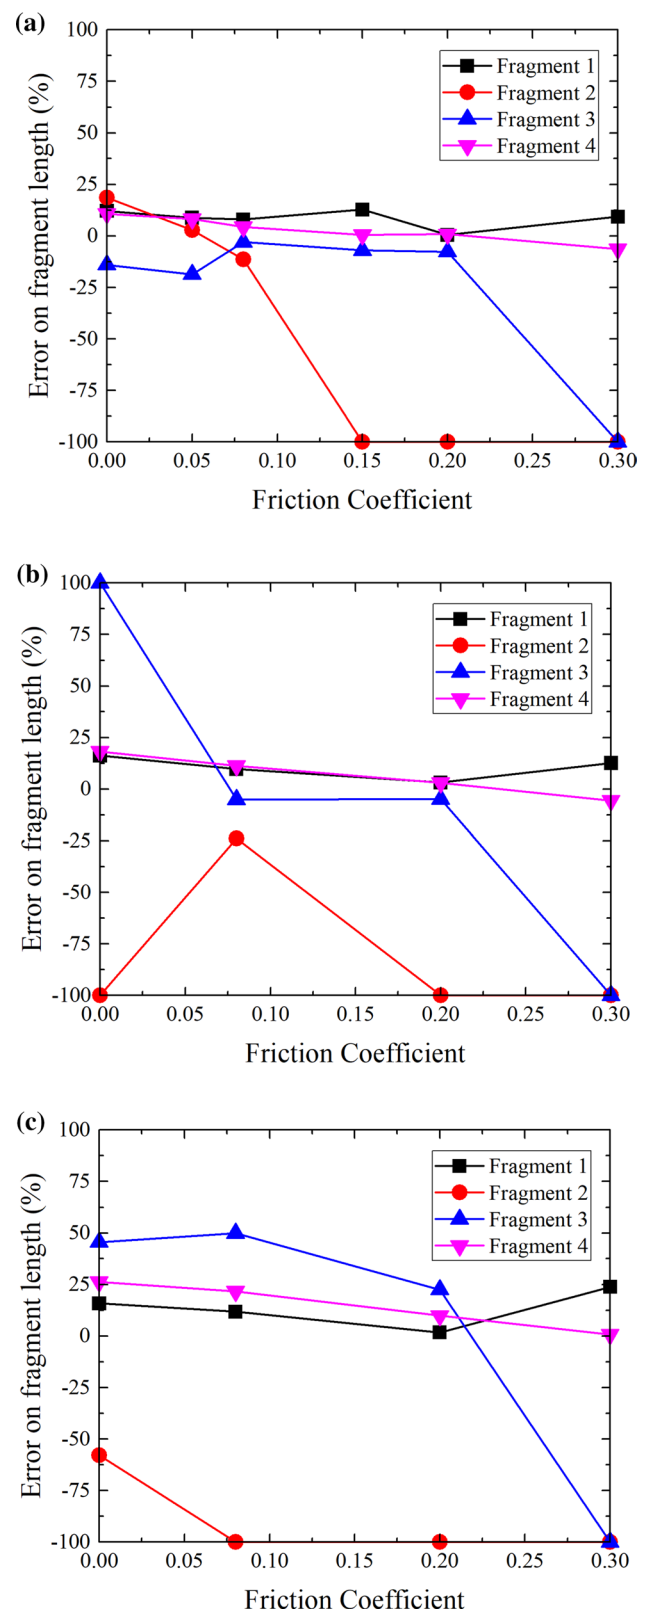 (a)
100
75
50
25
0
-25
-50
-75
-100
Error on fragment length (%)
Fragment 1
Fragment 2
Fragment 3
Fragment 4
0.00 0.05 0.10 0.15 0.20 0.25 0.30
Friction Coefficient
(b)
100
75
50
25
0
-25
-50
-75
-100
Error on fragment length (%)
Fragment 1
Fragment 2
Fragment 3
Fragment 4
0.00 0.05 0.10 0.15 0.20 0.25 0.30
Friction Coefficient
(c)
100
75
50
25
0
-25
-50
-75
-100
Error on fragment length (%)
Fragment 1
Fragment 2
Fragment 3
Fragment 4
0.00 0.05 0.10 0.15 0.20 0.25 0.30
Friction Coefficient